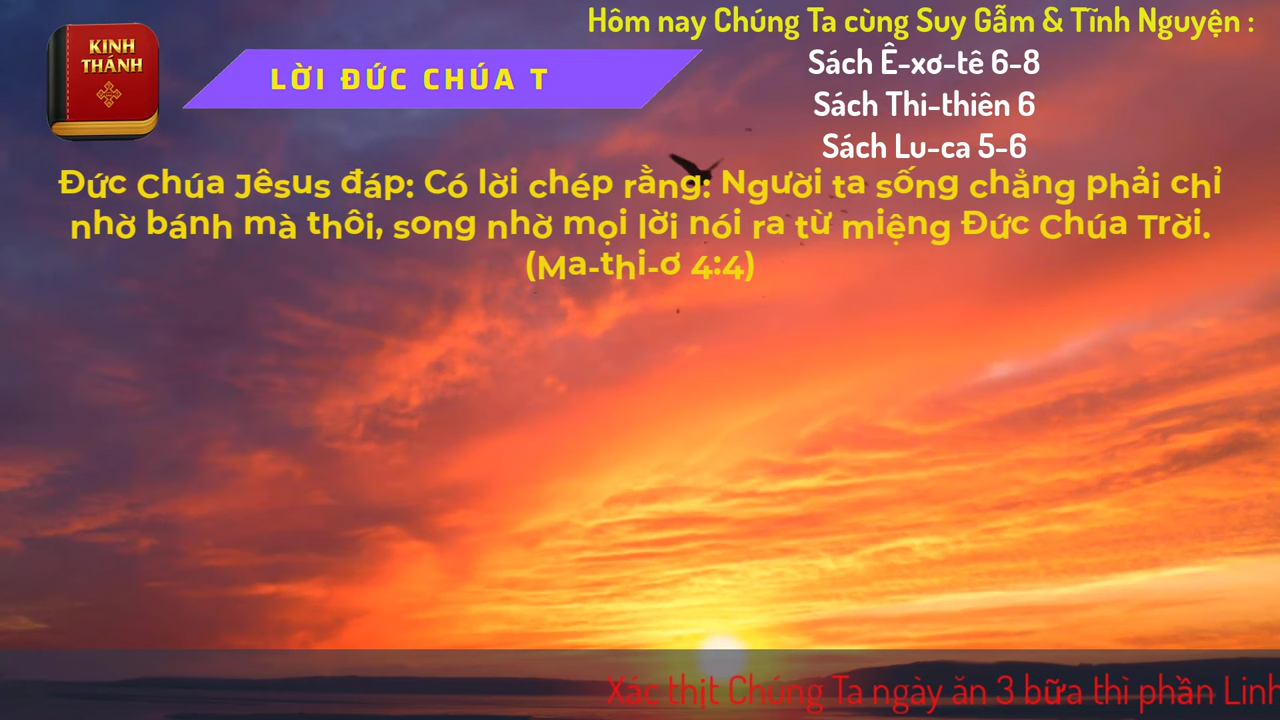 Hôm nay Chúng Ta cùng Suy Gẫm & Tĩnh Nguyện :
KINH
THÁNH
LỜI ĐỨC CHÚA T
Sách Ê-xơ-tê 6-8
Sách Thi-thiên 6
Sách Lu-ca 5-6
Đức Chúa Jêsus đáp: Có lời chép rằng: Người ta sống chẳng phải chỉ
nhờ bánh mà thôi, song nhờ mọi lời nói ra từ miệng Đức Chúa Trời.
(Ma-thi-ơ 4:4)
Xác thịt Chúng Ta ngày ăn 3 bữa thì phần Linh